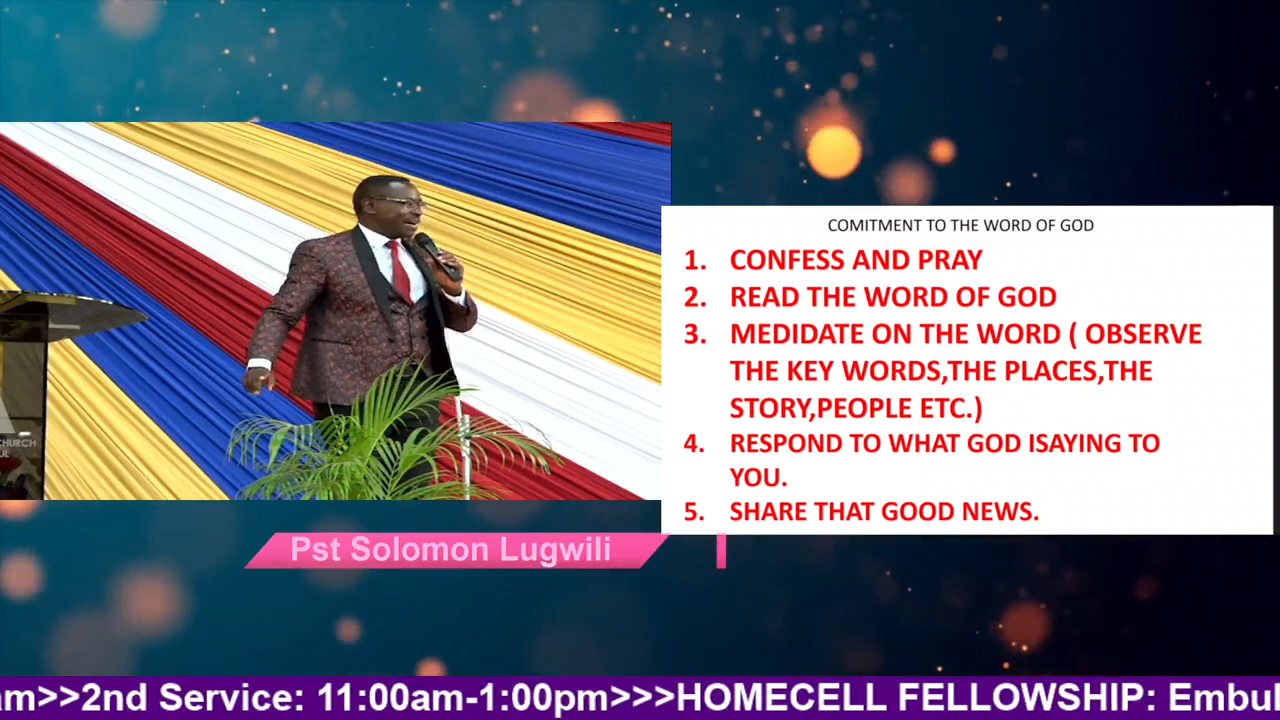 COMITMENT TO THE WORD OF GOD
1. CONFESS AND PRAY
2. READ THE WORD OF GOD
3. MEDIDATE ON THE WORD ( OBSERVE
THE KEY WORDS,THE PLACES,THE
STORY,PEOPLE ETC.)
4. RESPOND TO WHAT GOD ISAYING TO
YOU.
5. SHARE THAT GOOD NEWS.
CHURCH
Pst Solomon Lugwili
am>>2nd Service: 11:00am-1:00pm>>>HOMECELL FELLOWSHIP: Embul